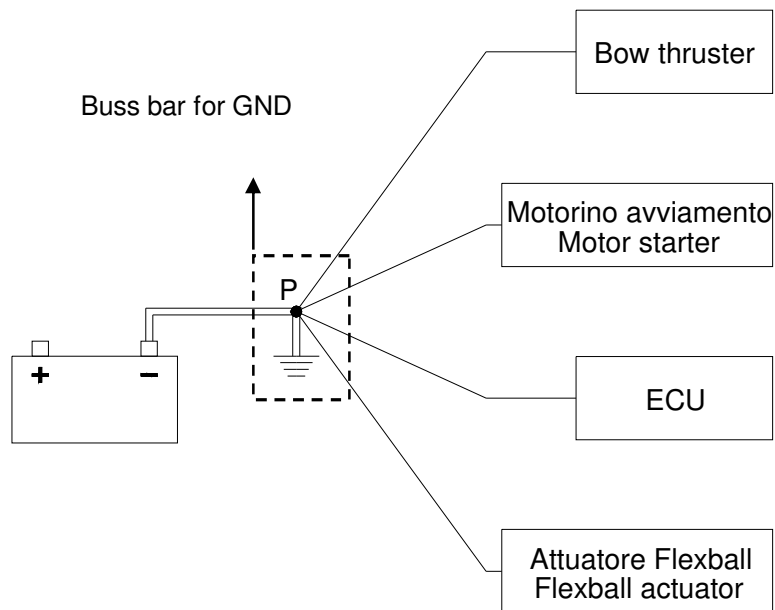 Bow thruster
Buss bar for GND
Motorino avviamento
Motor starter
P
+ −
ECU
Attuatore Flexball
Flexball actuator